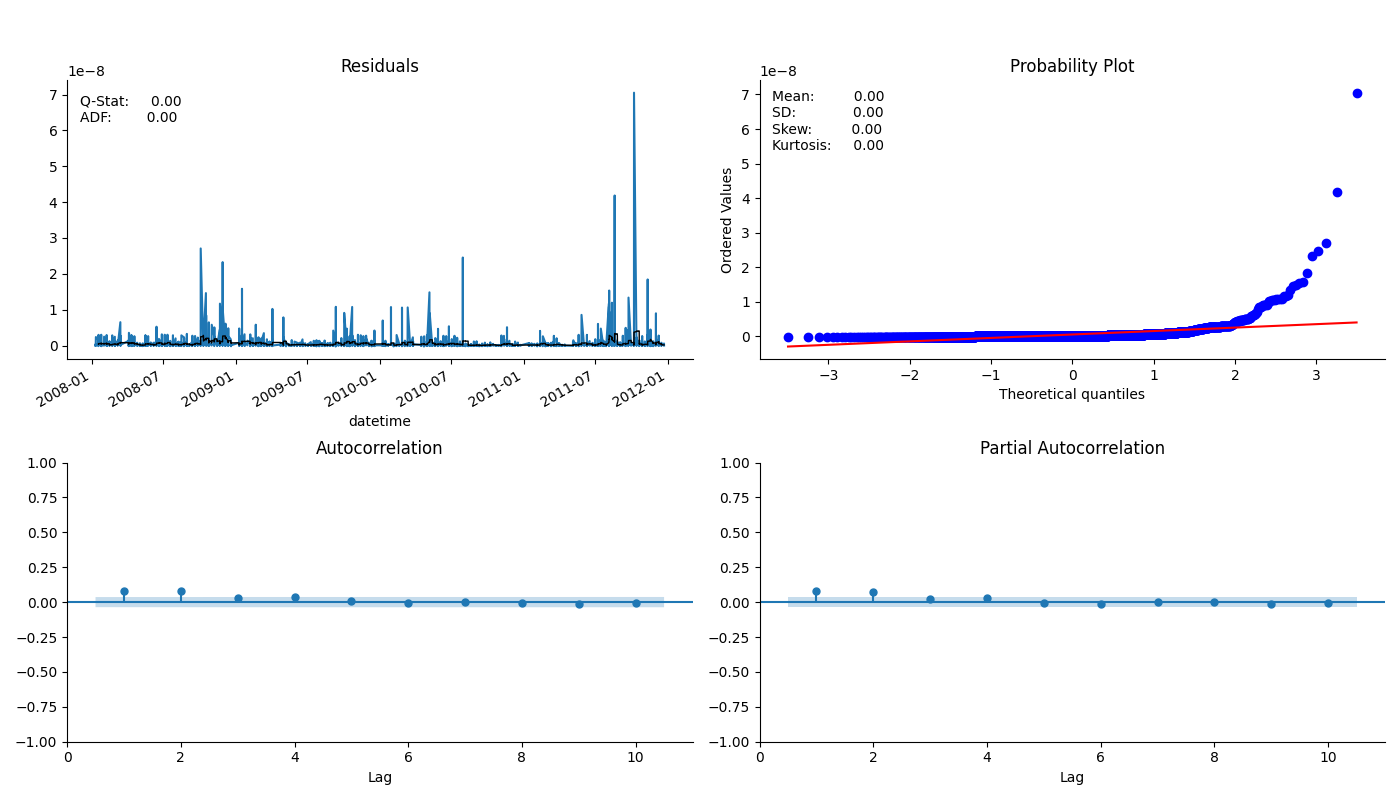 Residuals
1e−8
Q-Stat: 0.00
ADF: 0.00
7
6
5
4
3
2
1
0
2008-01 2008-07 2009-01 2009-07 2010-01 2010-07 2011-01 2011-07 2012-01
datetime
Probability Plot
1e−8
Mean: 0.00
SD: 0.00
Skew: 0.00
Kurtosis: 0.00
Ordered Values
7
6
5
4
3
2
1
0
−3 −2 −1 0 1 2 3
Theoretical quantiles
Autocorrelation
1.00
0.75
0.50
0.25
0.00
−0.25
−0.50
−0.75
−1.00
0 2 4 6 8 10
Lag
Partial Autocorrelation
1.00
0.75
0.50
0.25
0.00
−0.25
−0.50
−0.75
−1.00
0 2 4 6 8 10
Lag